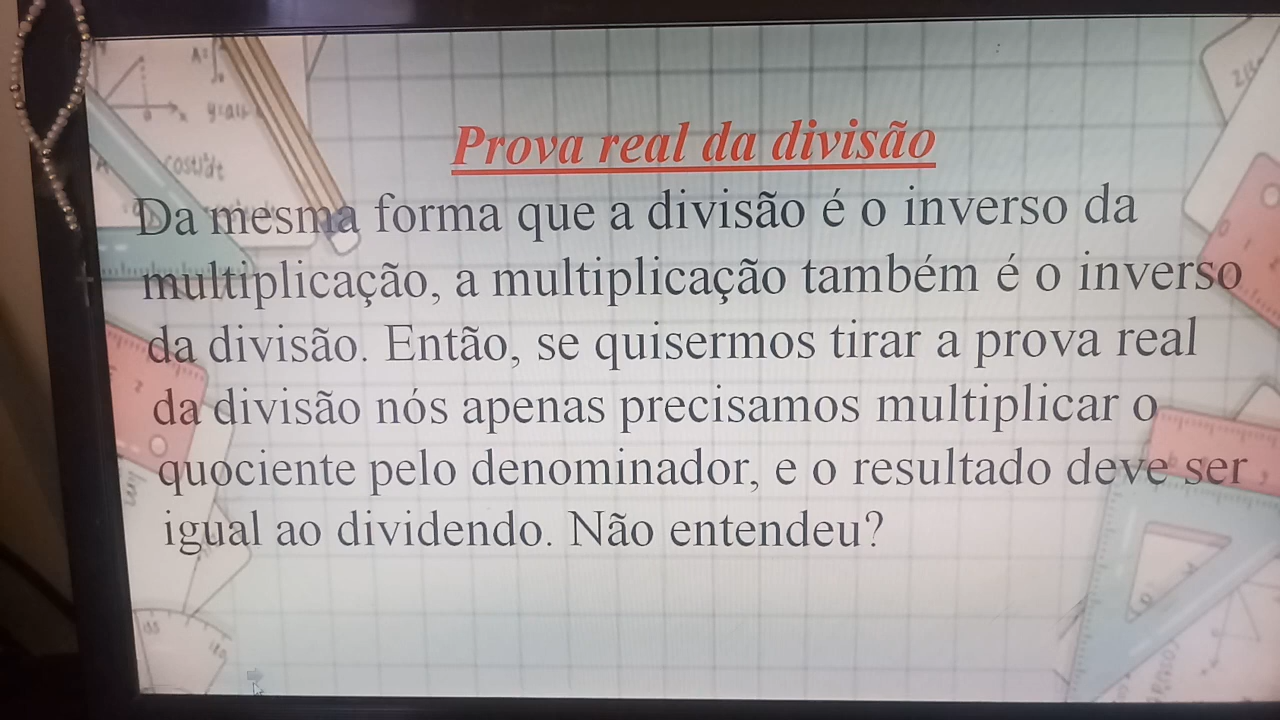 Prova real da divisão
Da mesma forma que a divisão é o inverso da
multiplicação, a multiplicação também é o inverso
da divisão. Então, se quisermos tirar a prova real
da divisão nós apenas precisamos multiplicar o
quociente pelo denominador, e o resultado deve ser
igual ao dividendo. Não entendeu?